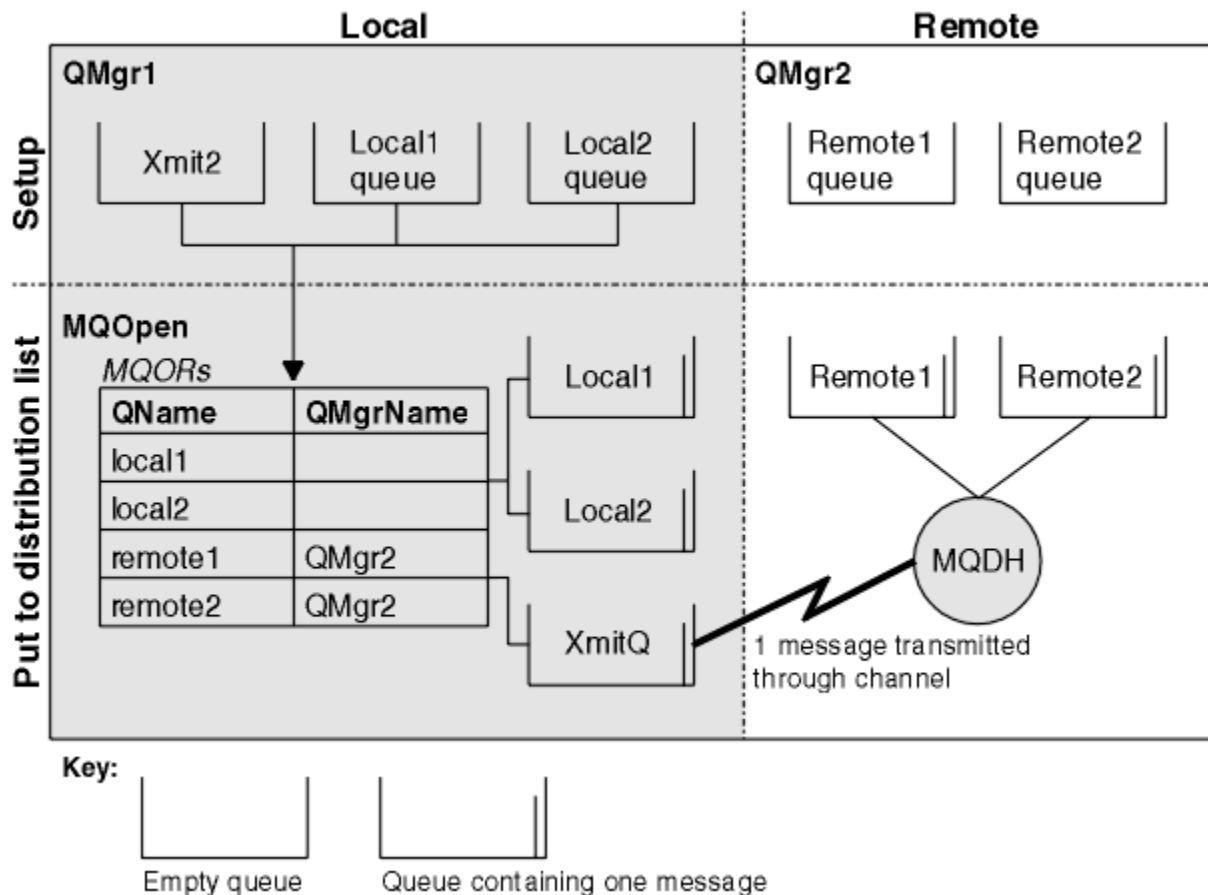 Local
Remote
Setup
QMgr1
Xmit2
Local1
queue
Local2
queue
QMgr2
Remote1
queue
Remote2
queue
Put to distribution list
MQOpen
MQORs
QName QMgrName
local1
local2
remote1 QMgr2
remote2 QMgr2
Local1
Local2
XmitQ
Remote1
Remote2
MQDH
1 message transmitted
through channel
Key:
Empty queue
Queue containing one message